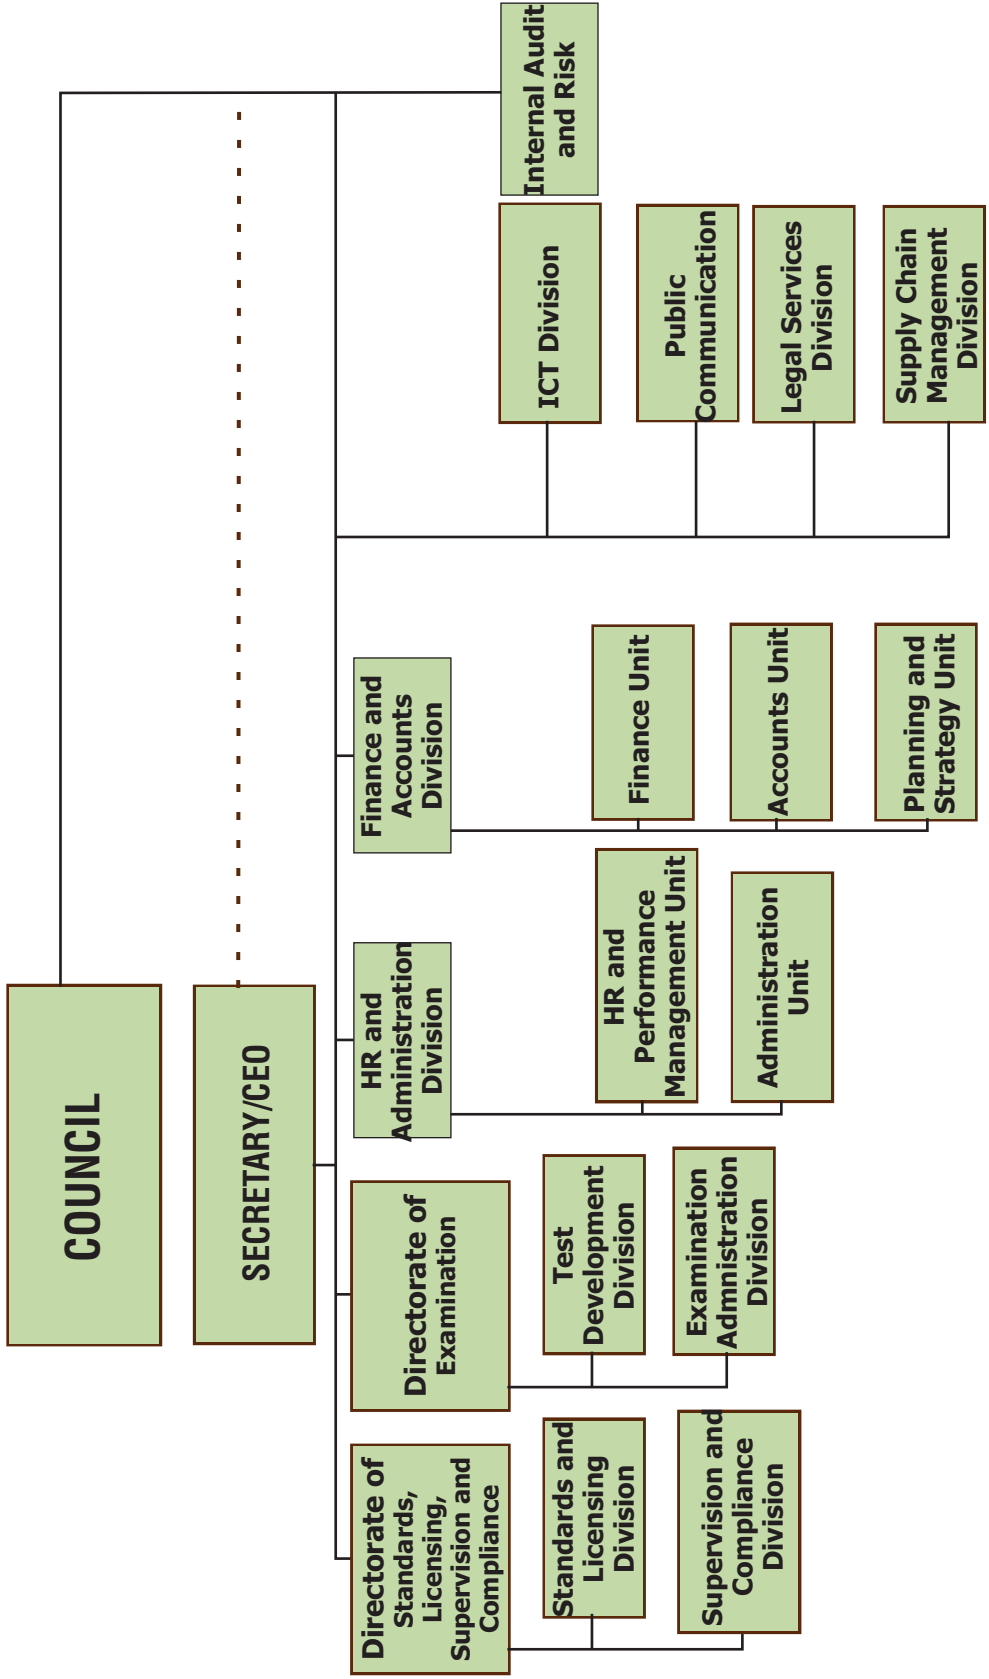 COUNCIL
SECRETARY/CEO
Directorate of
Standards,
Licensing,
Supervision and
Compliance
Directorate of
Examination
HR and
Administration
Division
Finance and
Accounts
Division
Internal Audit
and Risk
Standards and
Licensing
Division
Supervision and
Compliance
Division
Test
Development
Division
Examination
Admnistration
Division
HR and
Performance
Management Unit
Administration
Unit
Finance Unit
Accounts Unit
Planning and
Strategy Unit
ICT Division
Public
Communication
Legal Services
Division
Supply Chain
Management
Division